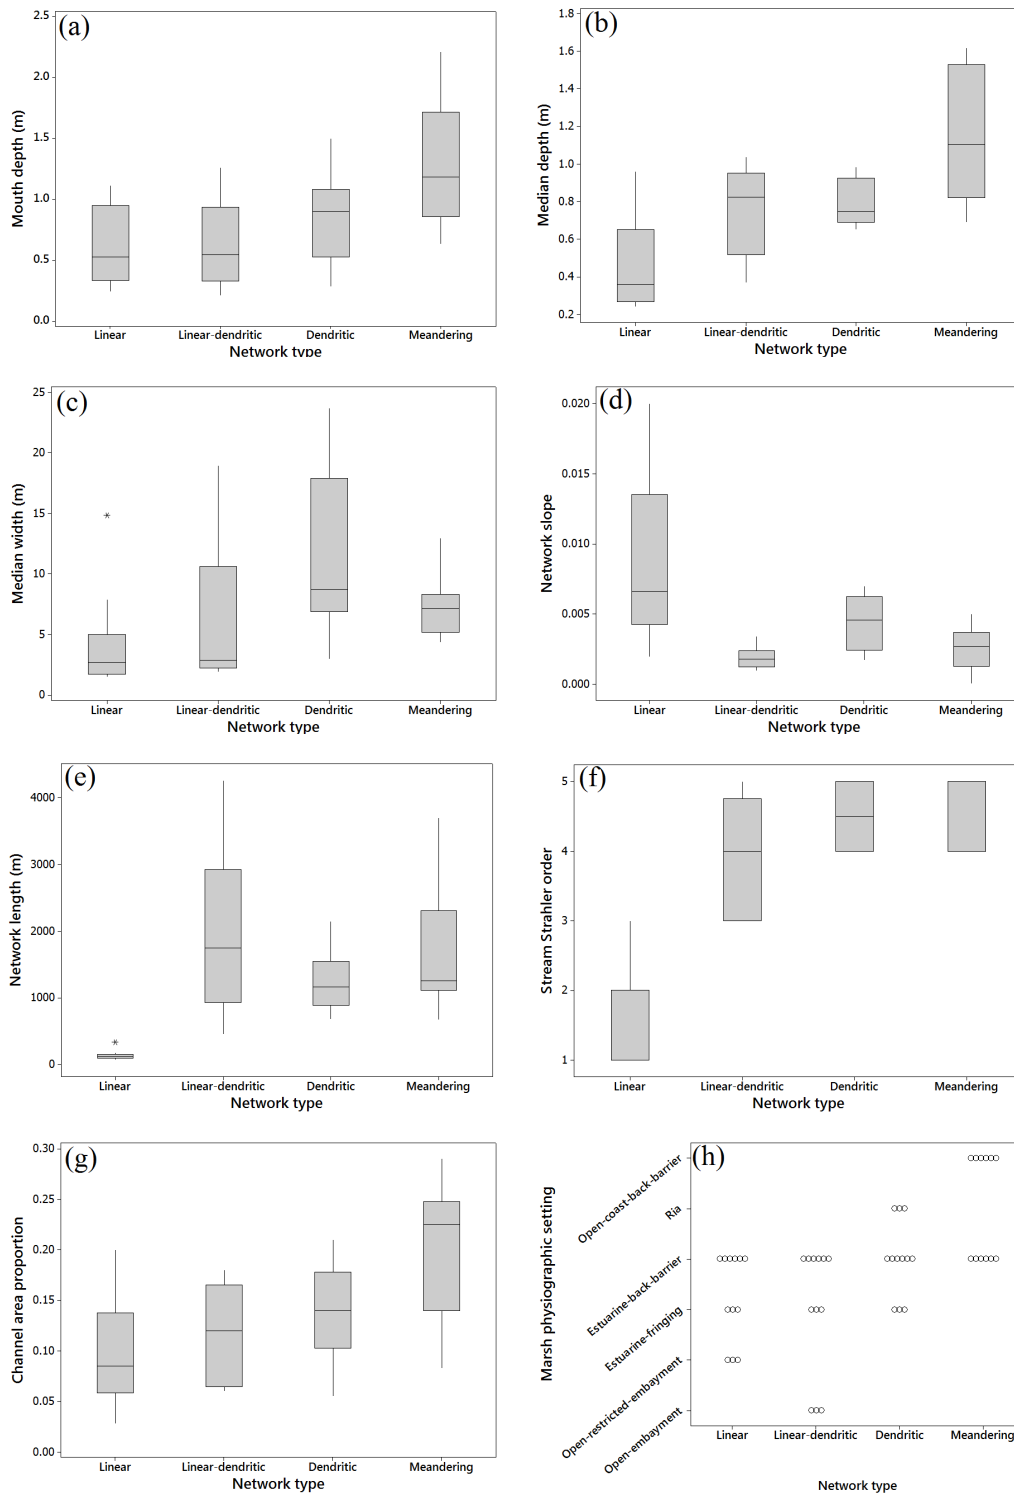 (a)
Mouth depth (m)
2.5
2.0
1.5
1.0
0.5
0.0
Linear Linear-dendritic Dendritic Meandering
Network type
(b)
Median depth (m)
1.8
1.6
1.4
1.2
1.0
0.8
0.6
0.4
0.2
Linear Linear-dendritic Dendritic Meandering
Network type
(c)
Median width (m)
25
20
15
10
5
0
Linear Linear-dendritic Dendritic Meandering
Network type
(d)
Network slope
0.020
0.015
0.010
0.005
0.000
Linear Linear-dendritic Dendritic Meandering
Network type
(e)
Network length (m)
4000
3000
2000
1000
0
Linear Linear-dendritic Dendritic Meandering
Network type
(f)
Stream Strahler order
5
4
3
2
1
Linear Linear-dendritic Dendritic Meandering
Network type
(g)
Channel area proportion
0.30
0.25
0.20
0.15
0.10
0.05
0.00
Linear Linear-dendritic Dendritic Meandering
Network type
(h)
Marsh physiographic setting
Open-coast-back-barrier
Ria
Estuarine-back-barrier
Estuarine-fringing
Open-restricted-embayment
Open-embayment
Linear Linear-dendritic Dendritic Meandering
Network type